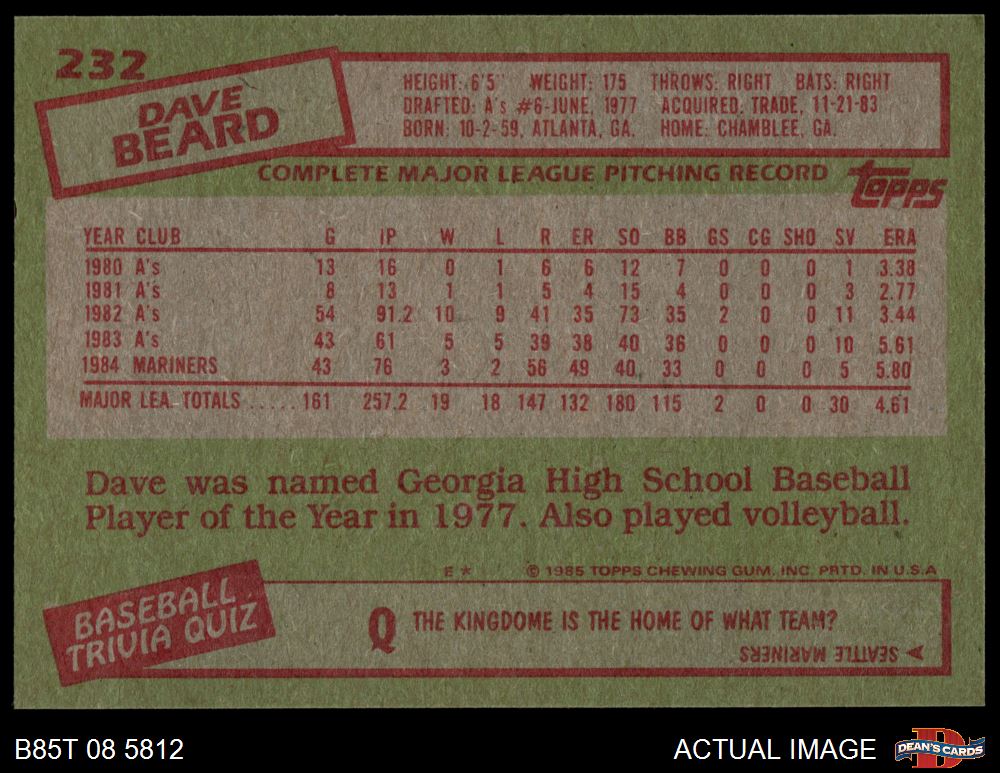 232
DAVE
BEARD
HEIGHT: 6'5" WEIGHT: 175 THROWS: RIGHT BATS: RIGHT
DRAFTED: A's #6-JUNE, 1977 ACQUIRED: TRADE, 11-21-83
BORN: 10-2-59, ATLANTA, GA. HOME: CHAMBLEE, GA.
COMPLETE MAJOR LEAGUE PITCHING RECORD
topps
YEAR CLUB G IP W L R ER SO BB GS CG SHO SV ERA
1980 A's 13 16 0 1 6 6 12 7 0 0 0 1 3.38
1981 A's 8 13 1 1 5 4 15 4 0 0 0 3 2.77
1982 A's 54 91.2 10 9 41 35 73 35 2 0 0 11 3.44
1983 A's 43 61 5 5 39 38 40 36 0 0 0 10 5.61
1984 MARINERS 43 76 3 2 56 49 40 33 0 0 0 5 5.80
MAJOR LEA. TOTALS ..... 161 257.2 19 18 147 132 180 115 2 0 0 30 4.61
Dave was named Georgia High School Baseball
Player of the Year in 1977. Also played volleyball.
E * © 1985 TOPPS CHEWING GUM, INC. PRTD. IN U.S.A
BASEBALL
TRIVIA QUIZ
Q THE KINGDOME IS THE HOME OF WHAT TEAM?
A SEATTLE MARINERS
B85T 08 5812
ACTUAL IMAGE
D
DEAN'S CARDS